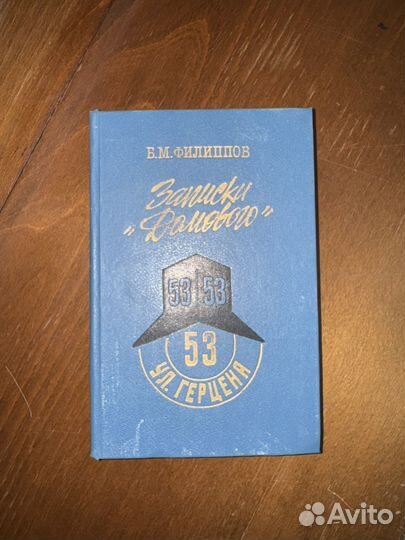 Б.М.ФИЛИППОВ
Записки
„Домового"
53 53
53
УЛ. ГЕРЦЕНА
Avito